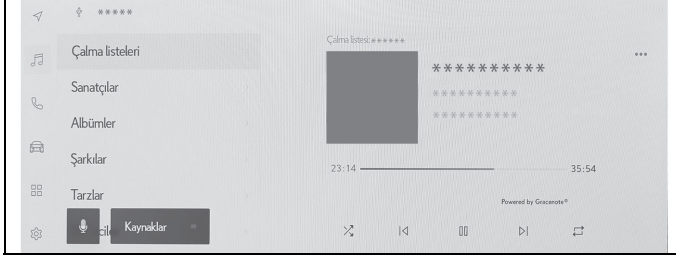 *****
Çalma listeleri
Sanatçılar
Albümler
Şarkılar
Tarzlar
Kaynaklar
Çalma listesi:******
**********
**********
**********
23:14
35:54
Powered by Gracenote®